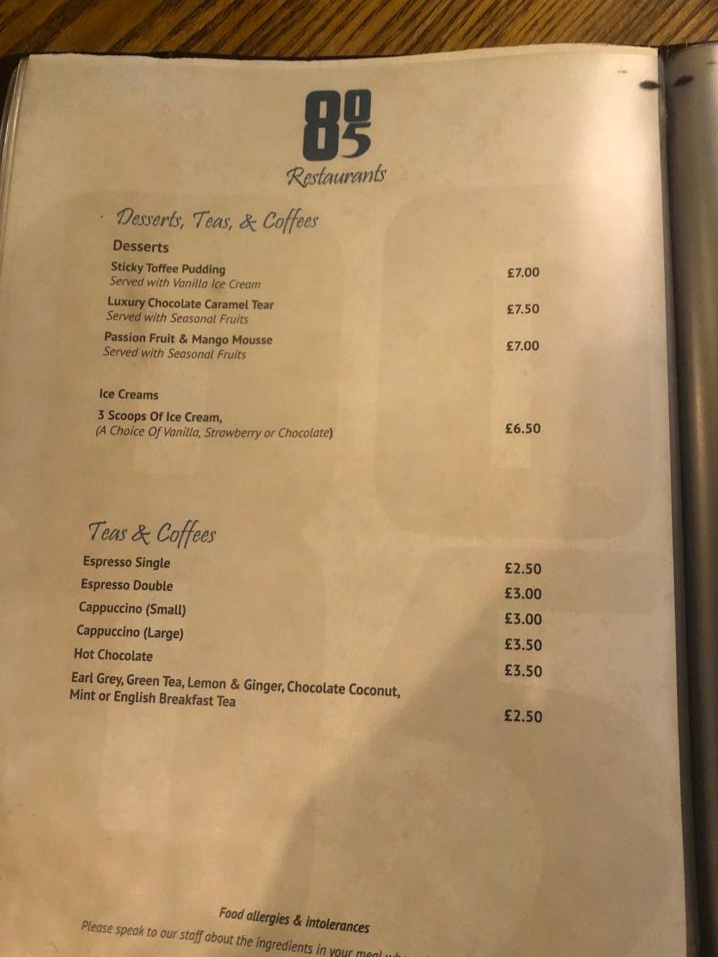 805
Restaurants
Desserts, Teas, & Coffees
Desserts
Sticky Toffee Pudding £7.00
Served with Vanilla Ice Cream
Luxury Chocolate Caramel Tear £7.50
Served with Seasonal Fruits
Passion Fruit & Mango Mousse £7.00
Served with Seasonal Fruits
Ice Creams
3 Scoops Of Ice Cream, £6.50
(A Choice Of Vanilla, Strawberry or Chocolate)
Teas & Coffees
Espresso Single £2.50
Espresso Double £3.00
Cappuccino (Small) £3.00
Cappuccino (Large) £3.50
Hot Chocolate £3.50
Earl Grey, Green Tea, Lemon & Ginger, Chocolate Coconut,
Mint or English Breakfast Tea £2.50
Food allergies & intolerances
Please speak to our staff about the ingredients in your meal